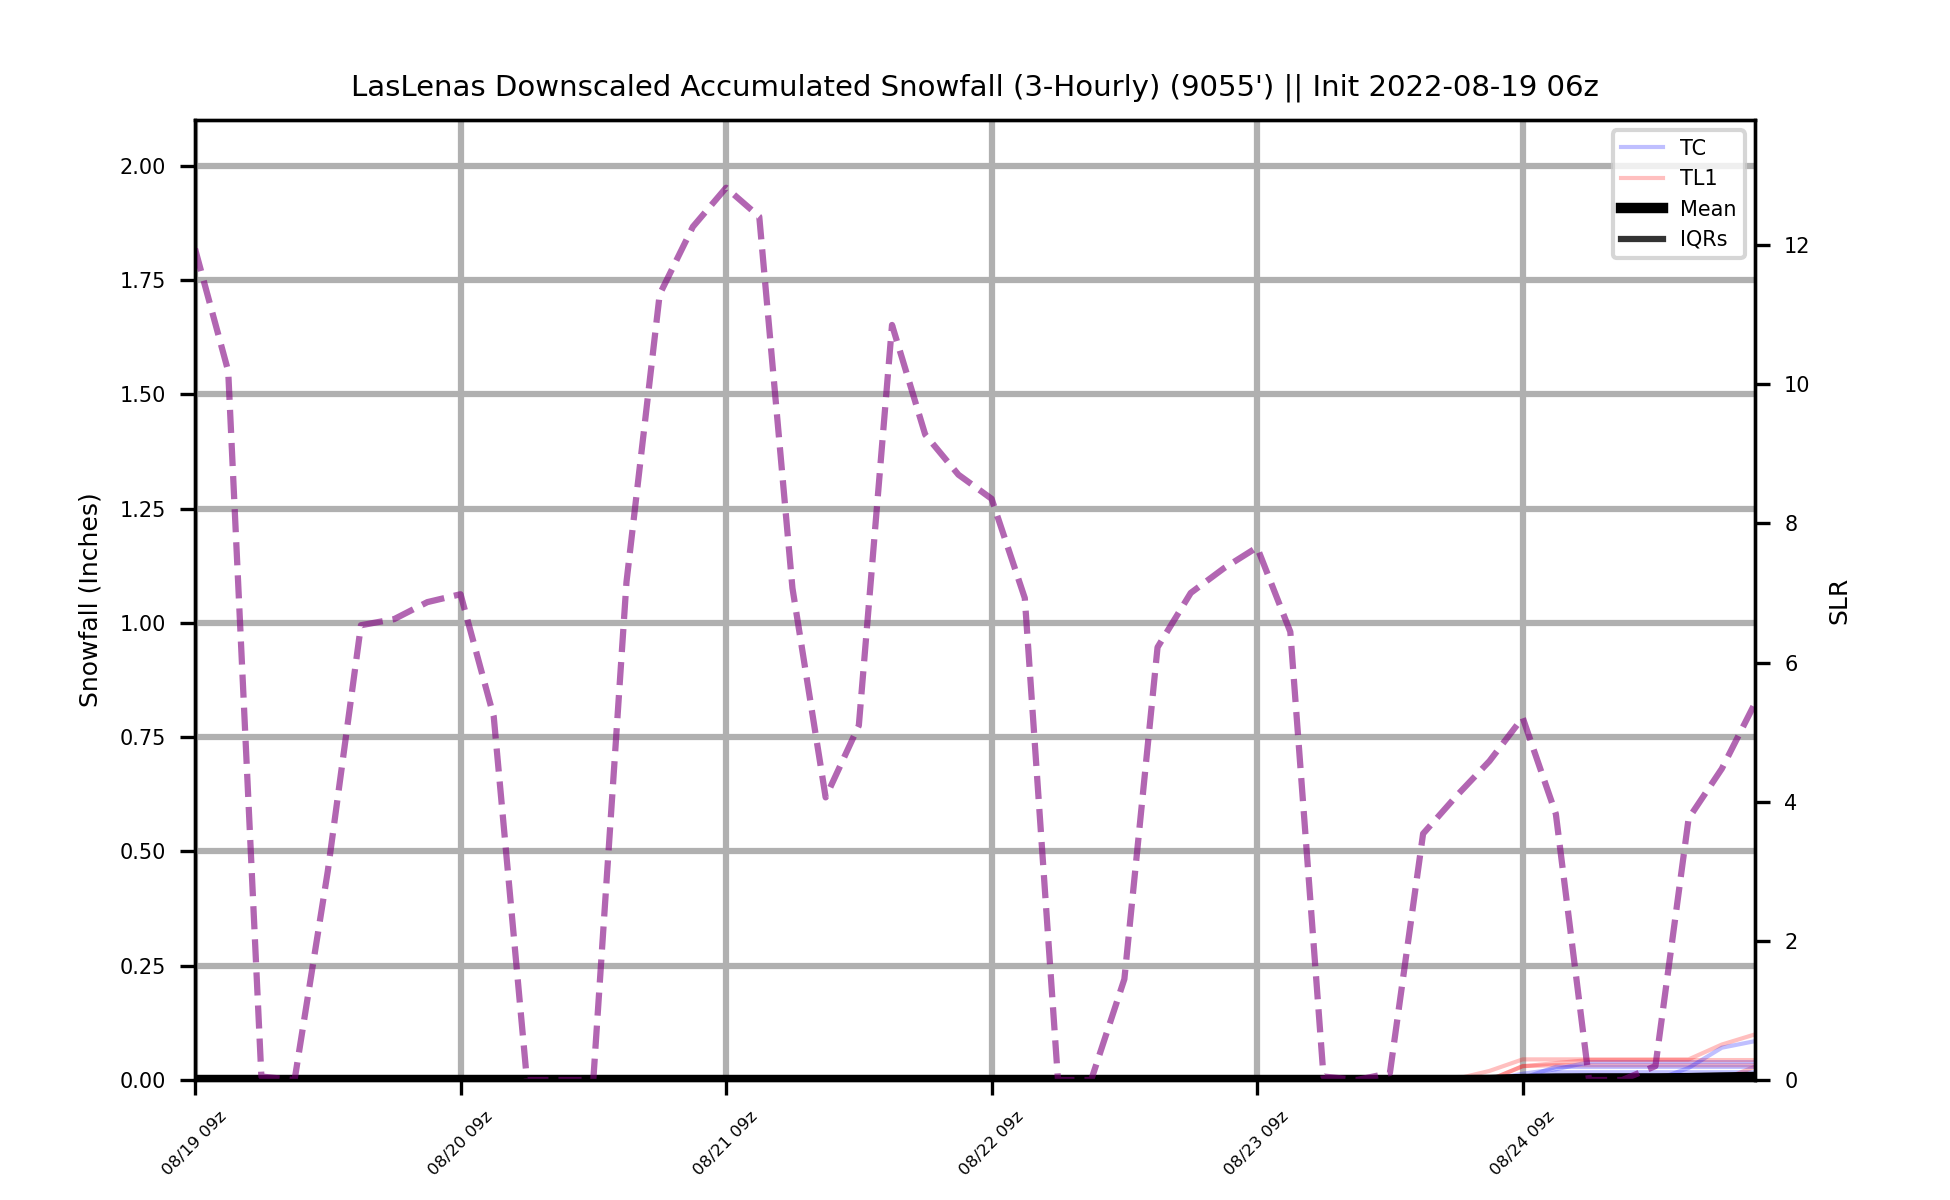 LasLenas Downscaled Accumulated Snowfall (3-Hourly) (9055') || Init 2022-08-19 06z
TC
TL1
Mean
IQRs
2.00
1.75
1.50
1.25
1.00
0.75
0.50
0.25
0.00
Snowfall (Inches)
12
10
8
6
4
2
0
SLR
08/19 09z
08/20 09z
08/21 09z
08/22 09z
08/23 09z
08/24 09z